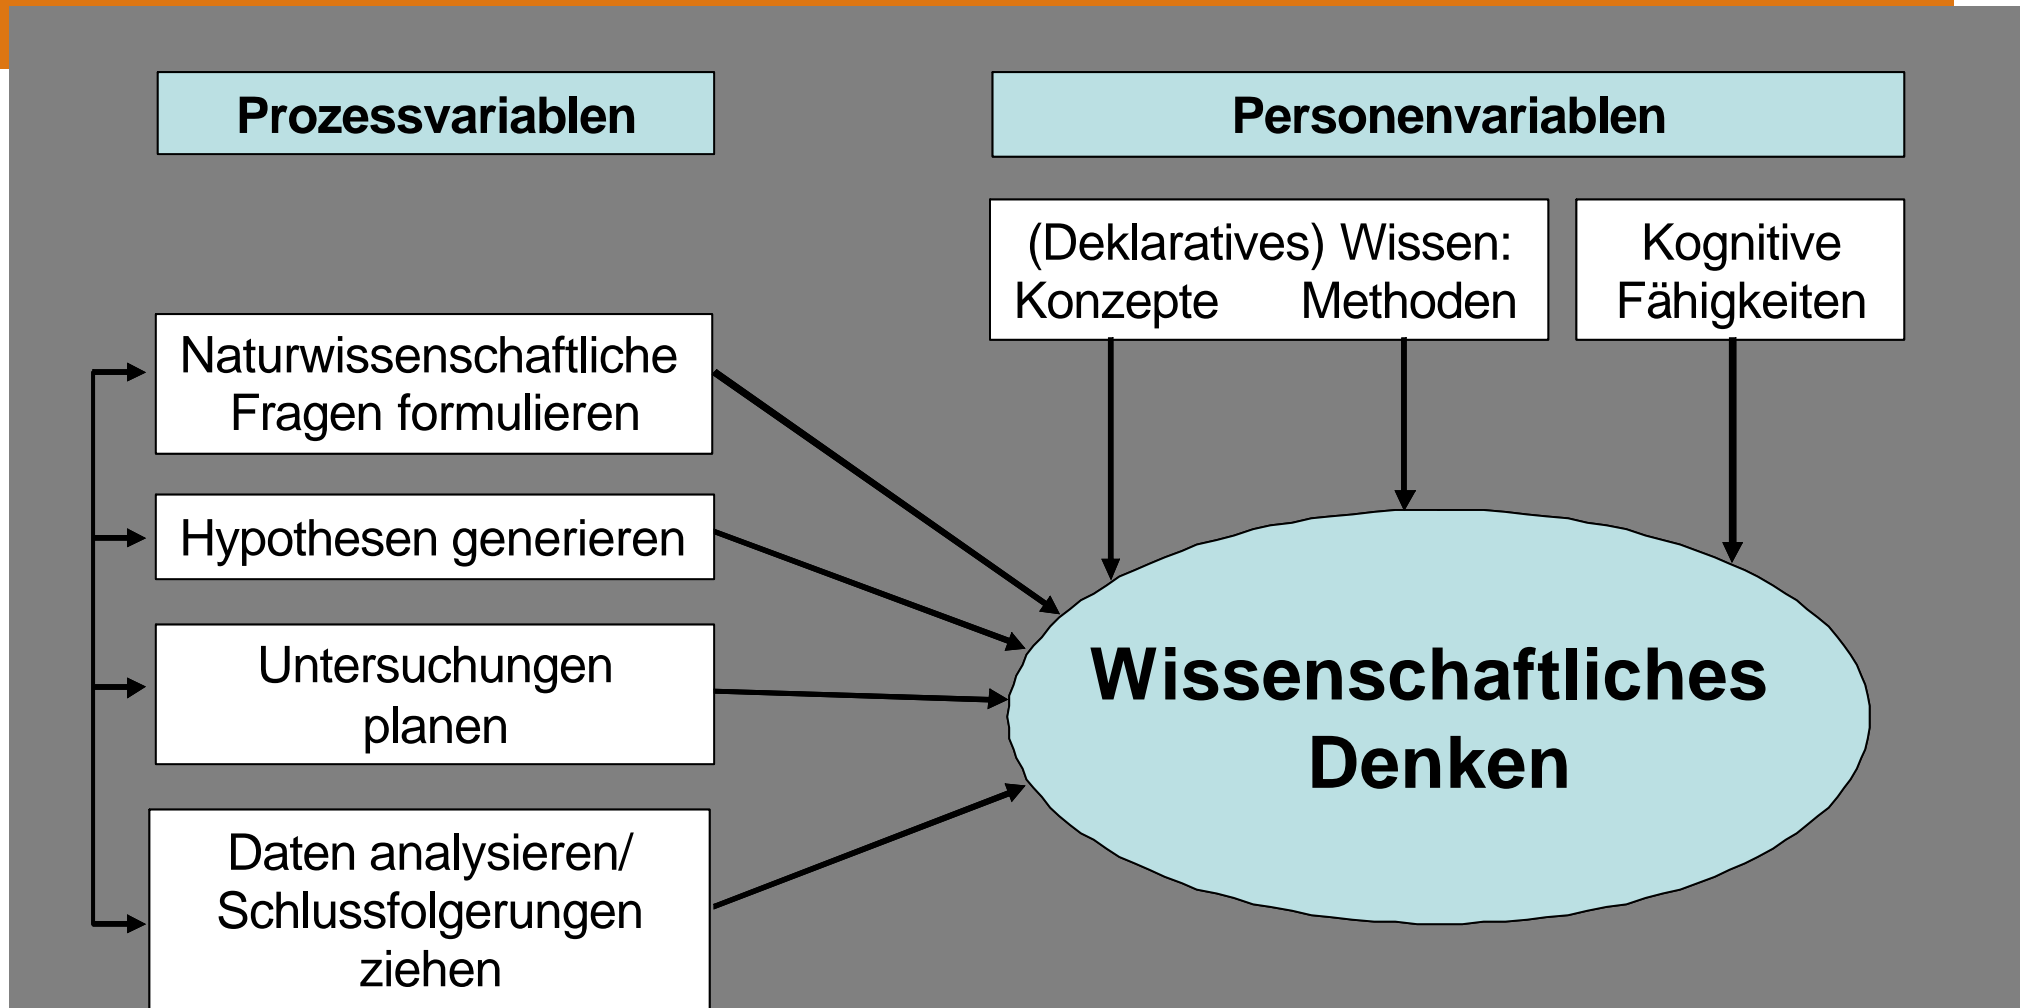 Prozessvariablen
Personenvariablen
(Deklaratives) Wissen:
Konzepte Methoden
Kognitive
Fähigkeiten
Naturwissenschaftliche
Fragen formulieren
Hypothesen generieren
Untersuchungen
planen
Daten analysieren/
Schlussfolgerungen
ziehen
Wissenschaftliches
Denken